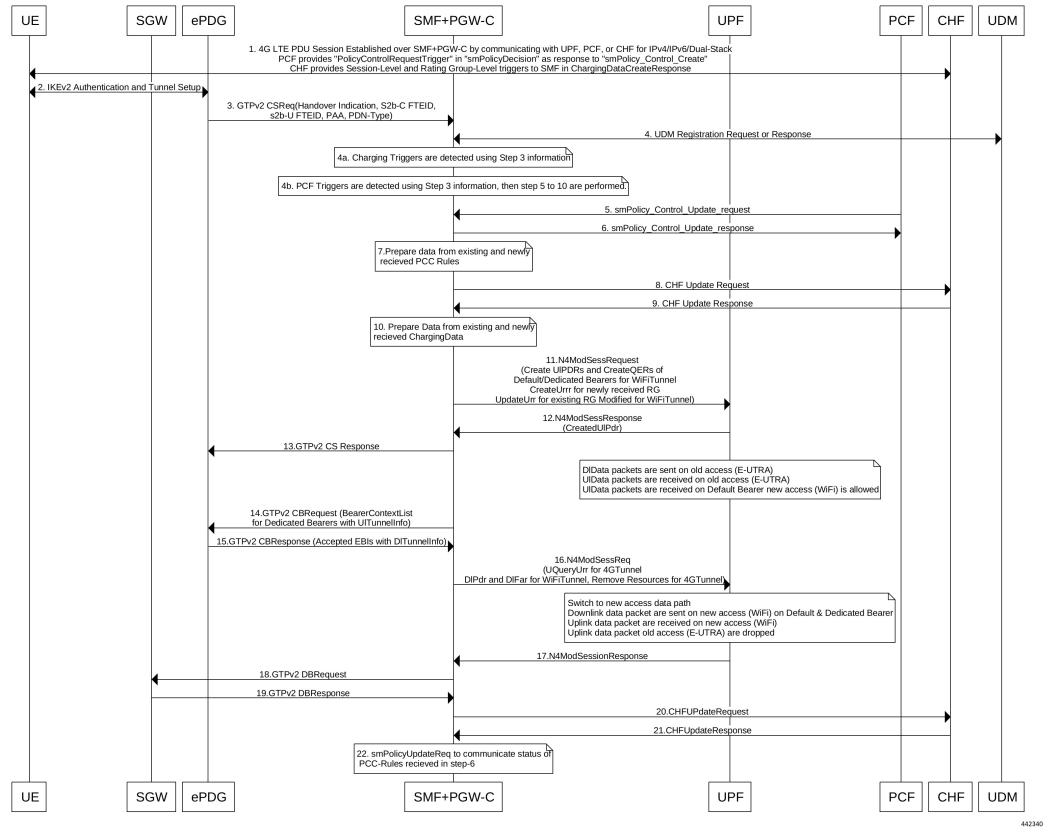 UE SGW ePDG SMF+PGW-C UPF PCF CHF UDM
1. 4G LTE PDU Session Established over SMF+PGW-C by communicating with UPF, PCF, or CHF for IPv4/IPv6/Dual-Stack
PCF provides "PolicyControlRequestTrigger" in "smPolicyDecision" as response to "smPolicy_Control_Create"
CHF provides Session-Level and Rating Group-Level triggers to SMF in ChargingDataCreateResponse
2. IKEv2 Authentication and Tunnel Setup
3. GTPv2 CSReq(Handover Indication, S2b-C FTEID,
s2b-U FTEID, PAA, PDN-Type)
4. UDM Registration Request or Response
4a. Charging Triggers are detected using Step 3 information
4b. PCF Triggers are detected using Step 3 information, then step 5 to 10 are performed.
5. smPolicy_Control_Update_request
6. smPolicy_Control_Update_response
7.Prepare data from existing and newly
recieved PCC Rules
8. CHF Update Request
9. CHF Update Response
10. Prepare Data from existing and newly
recieved ChargingData
11.N4ModSessRequest
(Create UlPDRs and CreateQERs of
Default/Dedicated Bearers for WiFiTunnel
CreateUrrr for newly received RG
UpdateUrr for existing RG Modified for WiFiTunnel)
12.N4ModSessResponse
(CreatedUlPdr)
13.GTPv2 CS Response
DlData packets are sent on old access (E-UTRA)
UlData packets are received on old access (E-UTRA)
UlData packets are received on Default Bearer new access (WiFi) is allowed
14.GTPv2 CBRequest (BearerContextList
for Dedicated Bearers with UlTunnelInfo)
15.GTPv2 CBResponse (Accepted EBIs with DlTunnelInfo)
16.N4ModSessReq
(UQueryUrr for 4GTunnel
DlPdr and DlFar for WiFiTunnel, Remove Resources for 4GTunnel)
Switch to new access data path
Downlink data packet are sent on new access (WiFi) on Default & Dedicated Bearer
Uplink data packet are received on new access (WiFi)
Uplink data packet old access (E-UTRA) are dropped
17.N4ModSessionResponse
18.GTPv2 DBRequest
19.GTPv2 DBResponse
20.CHFUPdateRequest
21.CHFUpdateResponse
22. smPolicyUpdateReq to communicate status of
PCC-Rules recieved in step-6
UE SGW ePDG SMF+PGW-C UPF PCF CHF UDM
442340